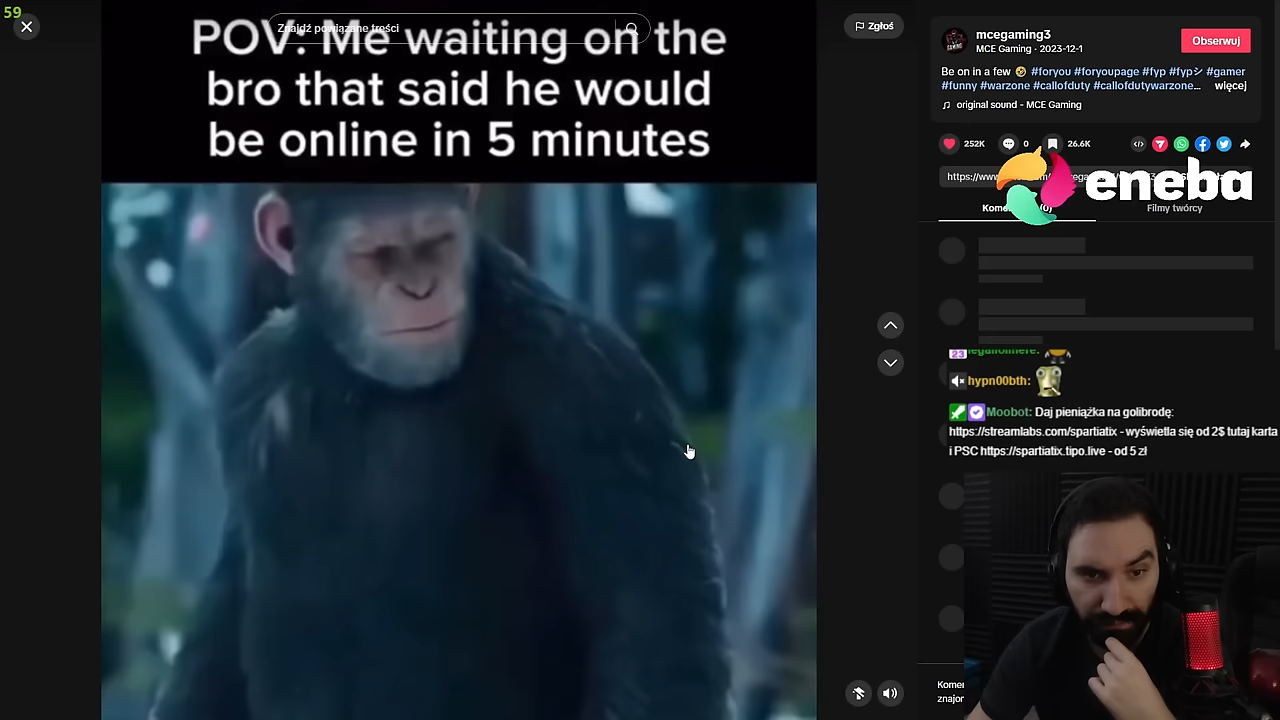 59
POV: Me waiting on the
bro that said he would
be online in 5 minutes
Znajdź powiązane treści
Zgłoś
mcegaming3
MCE Gaming · 2023-12-1
Obserwuj
Be on in a few 🤣 #foryou #foryoupage #fyp #fypシ #gamer
#funny #warzone #callofduty #callofdutywarzone... więcej
original sound - MCE Gaming
252K
0
26.6K
https://www
eneba
Filmy twórcy
23
hypn00bth:
Moobot: Daj pieniążka na golibrodę:
https://streamlabs.com/spartiatix - wyświetla się od 2$ tutaj karta
i PSC https://spartiatix.tipo.live - od 5 zł